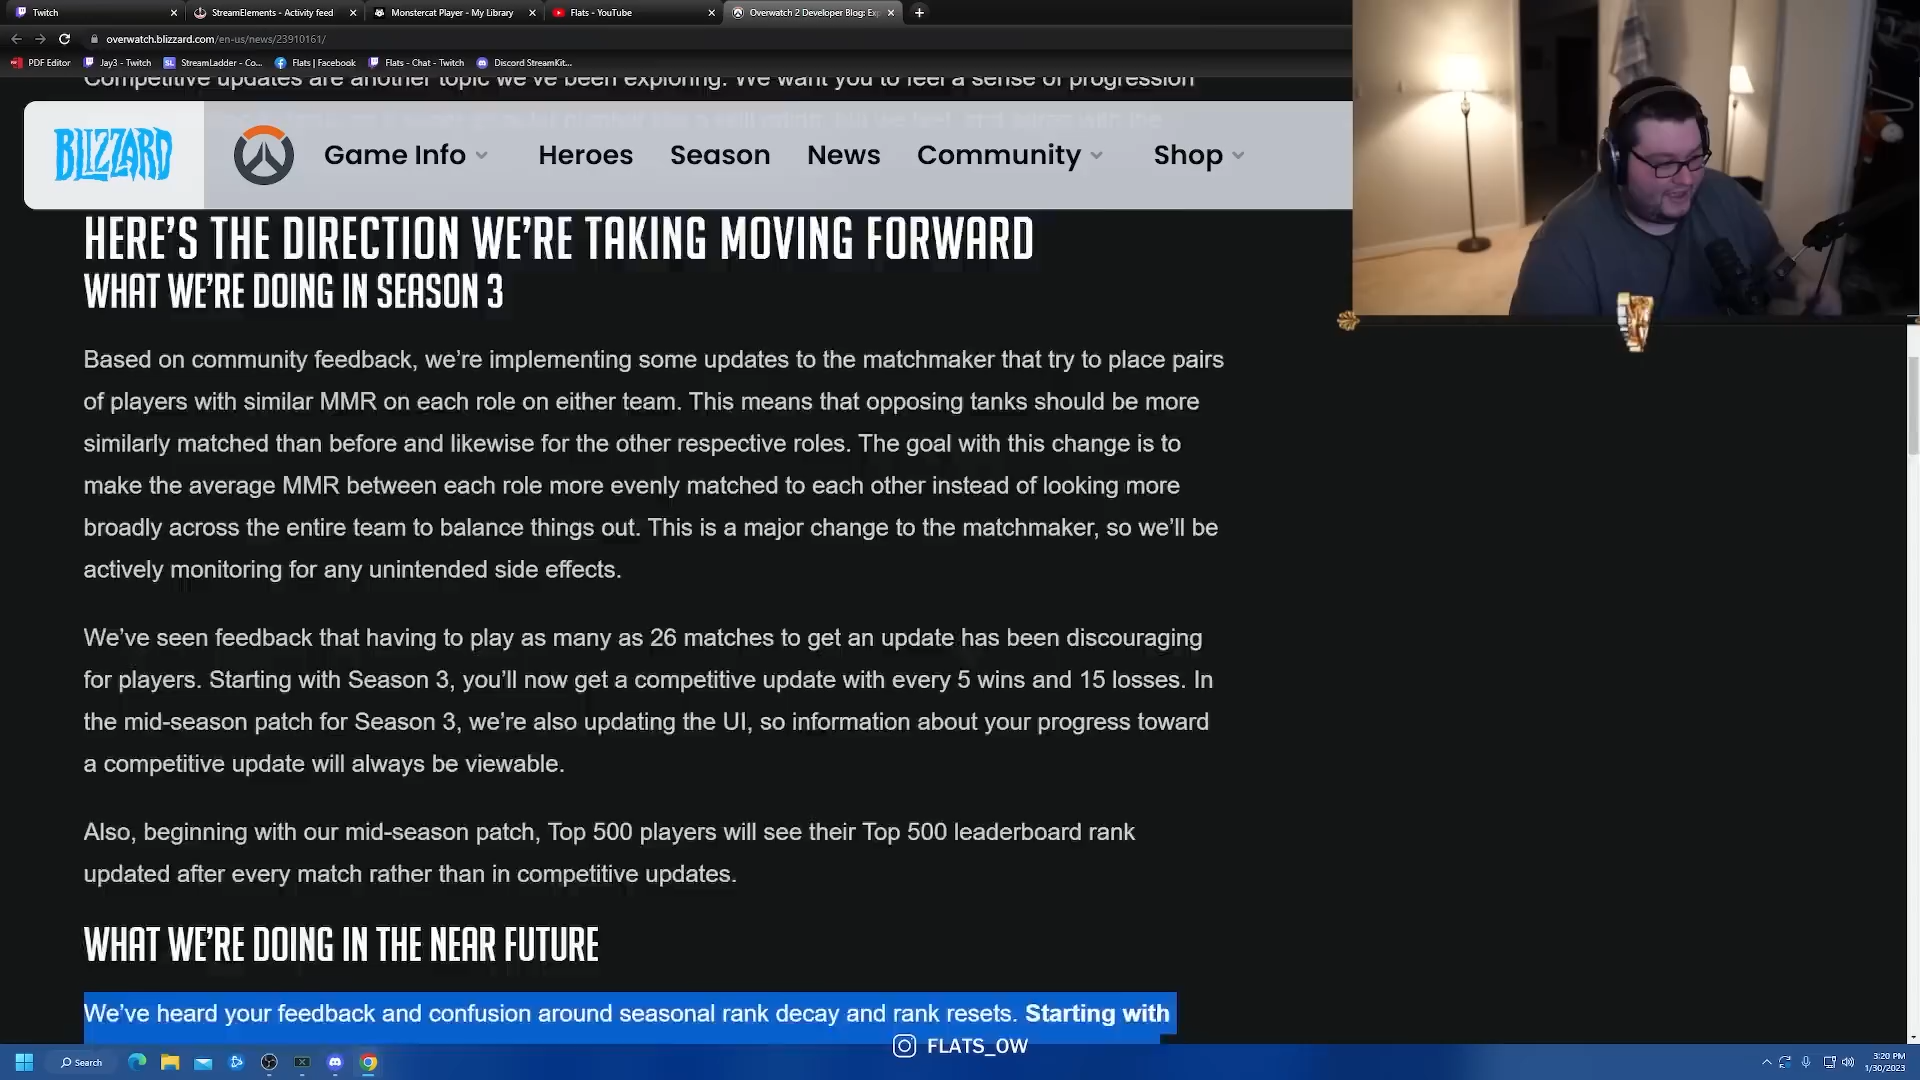 Twitch
StreamElements - Activity feed
Monstercat Player - My Library
Flats - YouTube
Overwatch 2 Developer Blog: Ex
overwatch.blizzard.com/en-us/news/23910161/
PDF Editor
Jay3 - Twitch
StreamLadder - Co...
Flats | Facebook
Flats - Chat - Twitch
Discord StreamKit...
Competitive updates are another topic we've been exploring. We want you to feel a sense of progression
BLIZZARD
Game Info
Heroes
Season
News
Community
Shop
HERE'S THE DIRECTION WE'RE TAKING MOVING FORWARD
WHAT WE'RE DOING IN SEASON 3
Based on community feedback, we're implementing some updates to the matchmaker that try to place pairs
of players with similar MMR on each role on either team. This means that opposing tanks should be more
similarly matched than before and likewise for the other respective roles. The goal with this change is to
make the average MMR between each role more evenly matched to each other instead of looking more
broadly across the entire team to balance things out. This is a major change to the matchmaker, so we'll be
actively monitoring for any unintended side effects.
We've seen feedback that having to play as many as 26 matches to get an update has been discouraging
for players. Starting with Season 3, you'll now get a competitive update with every 5 wins and 15 losses. In
the mid-season patch for Season 3, we're also updating the UI, so information about your progress toward
a competitive update will always be viewable.
Also, beginning with our mid-season patch, Top 500 players will see their Top 500 leaderboard rank
updated after every match rather than in competitive updates.
WHAT WE'RE DOING IN THE NEAR FUTURE
We've heard your feedback and confusion around seasonal rank decay and rank resets. Starting with
FLATS_OW
Search
3:20 PM
1/30/2023